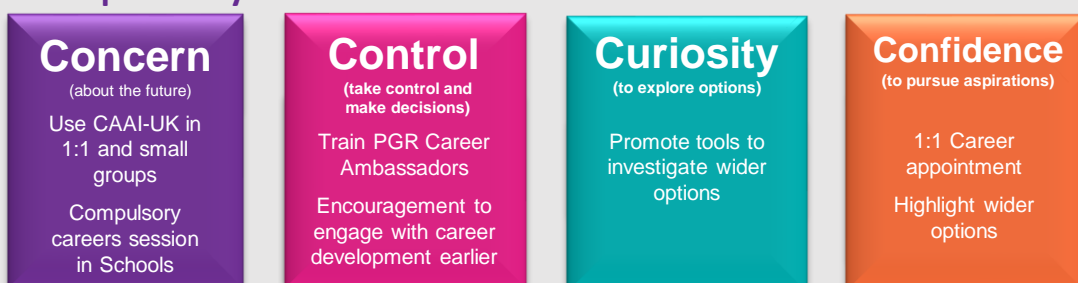 Concern
(about the future)
Use CAAI-UK in
1:1 and small
groups
Compulsory
careers session
in Schools
Control
(take control and
make decisions)
Train PGR Career
Ambassadors
Encouragement to
engage with career
development earlier
Curiosity
(to explore options)
Promote tools to
investigate wider
options
Confidence
(to pursue aspirations)
1:1 Career
appointment
Highlight wider
options